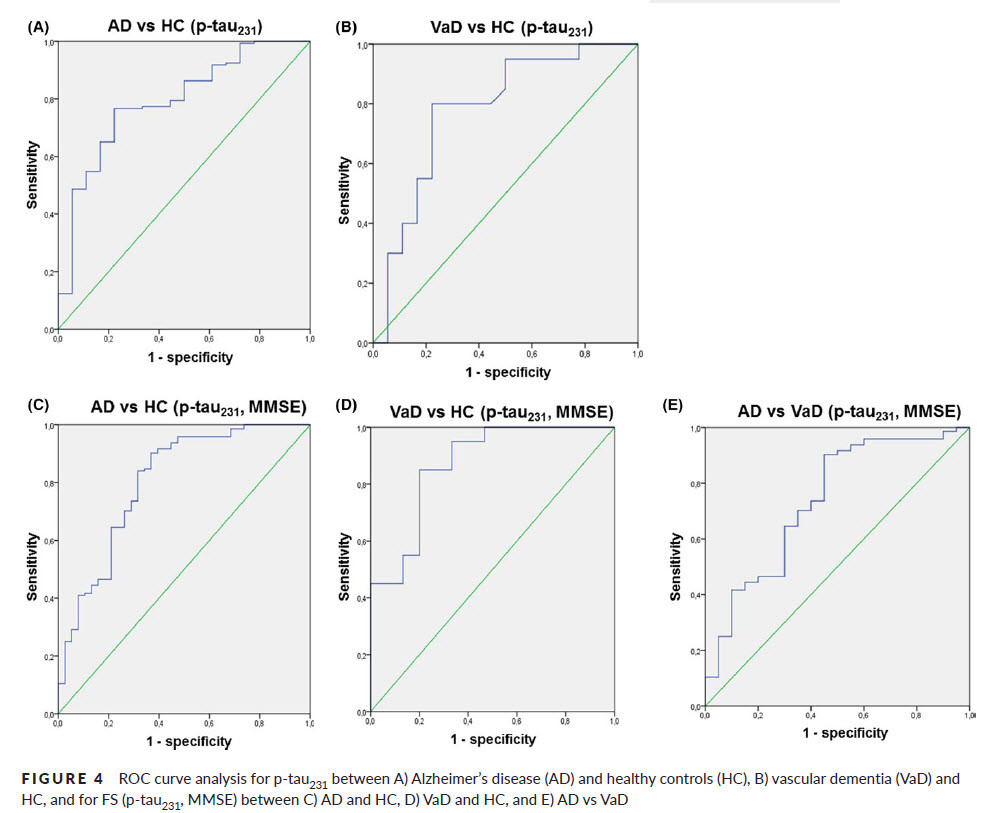 (A) AD vs HC (p-tau231)
1,0
0,8
0,6
0,4
0,2
0,0
Sensitivity
0,0 0,2 0,4 0,6 0,8 1,0
1 - specificity
(B) VaD vs HC (p-tau231)
1,0
0,8
0,6
0,4
0,2
0,0
Sensitivity
0,0 0,2 0,4 0,6 0,8 1,0
1 - specificity
(C) AD vs HC (p-tau231, MMSE)
1,0
0,8
0,6
0,4
0,2
0,0
Sensitivity
0,0 0,2 0,4 0,6 0,8 1,0
1 - specificity
(D) VaD vs HC (p-tau231, MMSE)
1,0
0,8
0,6
0,4
0,2
0,0
Sensitivity
0,0 0,2 0,4 0,6 0,8 1,0
1 - specificity
(E) AD vs VaD (p-tau231, MMSE)
1,0
0,8
0,6
0,4
0,2
0,0
Sensitivity
0,0 0,2 0,4 0,6 0,8 1,0
1 - specificity
FIGURE 4 ROC curve analysis for p-tau231 between A) Alzheimer's disease (AD) and healthy controls (HC), B) vascular dementia (VaD) and
HC, and for FS (p-tau231, MMSE) between C) AD and HC, D) VaD and HC, and E) AD vs VaD